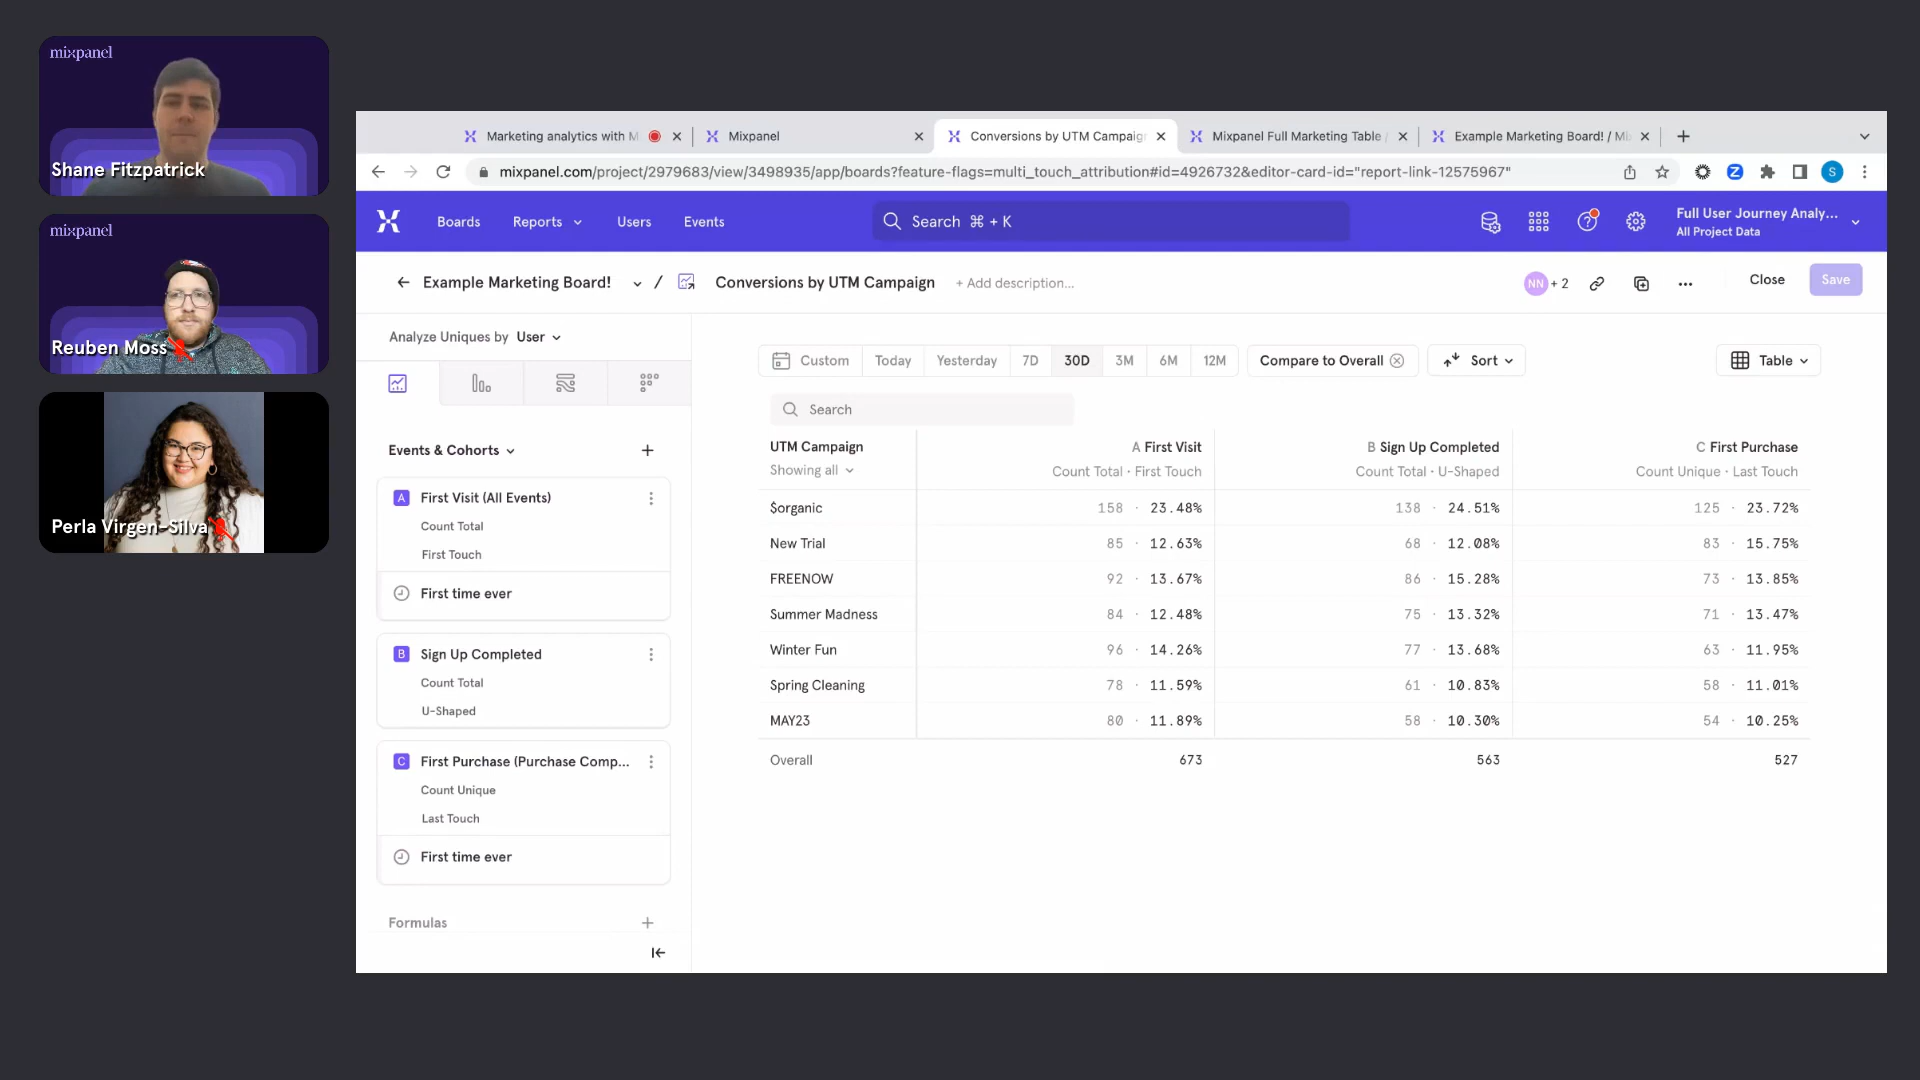 mixpanel
Shane Fitzpatrick
mixpanel
Reuben Moss
Perla Virgen-Silva
Marketing analytics with M
Mixpanel
Conversions by UTM Campaig
Mixpanel Full Marketing Table /
Example Marketing Board! / Mi
mixpanel.com/project/2979683/view/3498935/app/boards?feature-flags=multi_touch_attribution#id=4926732&editor-card-id="report-link-12575967"
S
Boards
Reports
Users
Events
Search ⌘ + K
Full User Journey Analy...
All Project Data
Example Marketing Board!
/
Conversions by UTM Campaign
+ Add description...
NN + 2
Close
Save
Analyze Uniques by User
Events & Cohorts
A First Visit (All Events)
Count Total
First Touch
First time ever
B Sign Up Completed
Count Total
U-Shaped
C First Purchase (Purchase Comp...
Count Unique
Last Touch
First time ever
Formulas
Custom Today Yesterday 7D 30D 3M 6M 12M
Compare to Overall
Sort
Table
Search
UTM Campaign A First Visit B Sign Up Completed C First Purchase
Showing all Count Total · First Touch Count Total · U-Shaped Count Unique · Last Touch
$organic 158 · 23.48% 138 · 24.51% 125 · 23.72%
New Trial 85 · 12.63% 68 · 12.08% 83 · 15.75%
FREENOW 92 · 13.67% 86 · 15.28% 73 · 13.85%
Summer Madness 84 · 12.48% 75 · 13.32% 71 · 13.47%
Winter Fun 96 · 14.26% 77 · 13.68% 63 · 11.95%
Spring Cleaning 78 · 11.59% 61 · 10.83% 58 · 11.01%
MAY23 80 · 11.89% 58 · 10.30% 54 · 10.25%
Overall 673 563 527